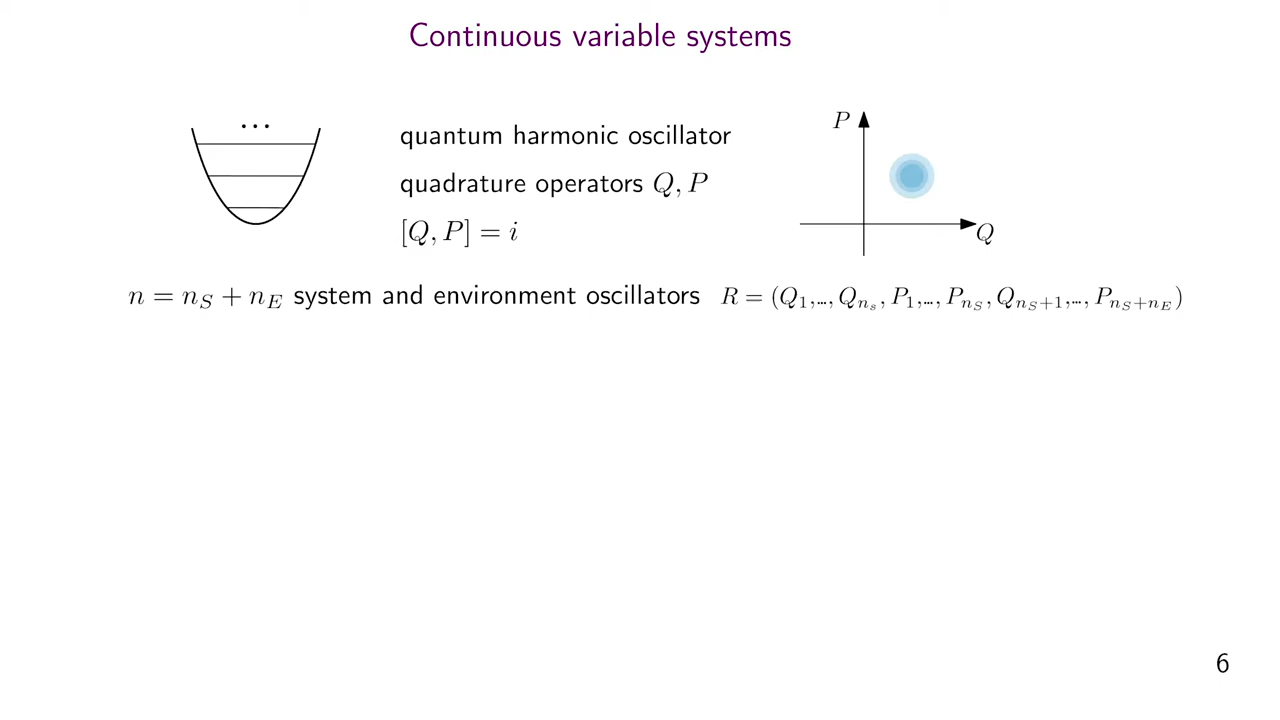 Continuous variable systems
...
quantum harmonic oscillator
quadrature operators Q, P
[Q, P] = i
P
Q
n = n_S + n_E system and environment oscillators R = (Q_1,..., Q_{n_s}, P_1,..., P_{n_S}, Q_{n_S+1},..., P_{n_S+n_E})
6